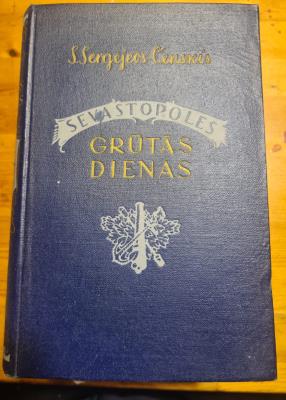 S. Sergejevs-Censkis
SEVASTOPOLES
GRŪTĀS
DIENAS